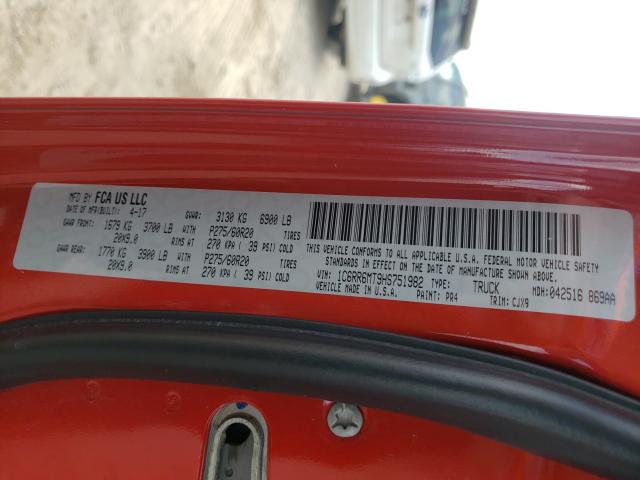 MFD BY FCA US LLC
DATE OF MFR/BUILT: 4-17 GVWR: 3130 KG 6900 LB
GAWR FRONT: 1679 KG 3700 LB WITH P275/60R20 TIRES
20X9.0 RIMS AT 270 KPA ( 39 PSI) COLD
GAWR REAR: 1770 KG 3900 LB WITH P275/60R20 TIRES
20X9.0 RIMS AT 270 KPA ( 39 PSI) COLD
THIS VEHICLE CONFORMS TO ALL APPLICABLE U.S.A. FEDERAL MOTOR VEHICLE SAFETY
STANDARDS IN EFFECT ON THE DATE OF MANUFACTURE SHOWN ABOVE.
VIN: 1C6RR6MT9HS751982 TYPE: TRUCK MDH: 042516 869AA
VEHICLE MADE IN U.S.A. PAINT: PR4 TRIM: CJX9